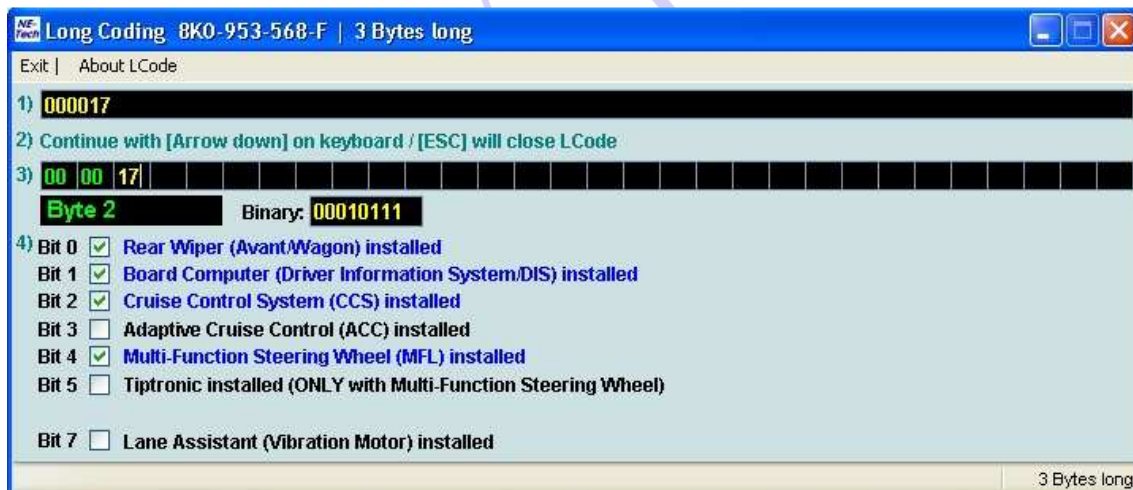 NE-Tech Long Coding 8K0-953-568-F | 3 Bytes long
Exit | About LCode
1) 000017
2) Continue with [Arrow down] on keyboard / [ESC] will close LCode
3) 00 00 17
Byte 2 Binary: 00010111
4) Bit 0 Rear Wiper (Avant/Wagon) installed
Bit 1 Board Computer (Driver Information System/DIS) installed
Bit 2 Cruise Control System (CCS) installed
Bit 3 Adaptive Cruise Control (ACC) installed
Bit 4 Multi-Function Steering Wheel (MFL) installed
Bit 5 Tiptronic installed (ONLY with Multi-Function Steering Wheel)
Bit 7 Lane Assistant (Vibration Motor) installed
3 Bytes long